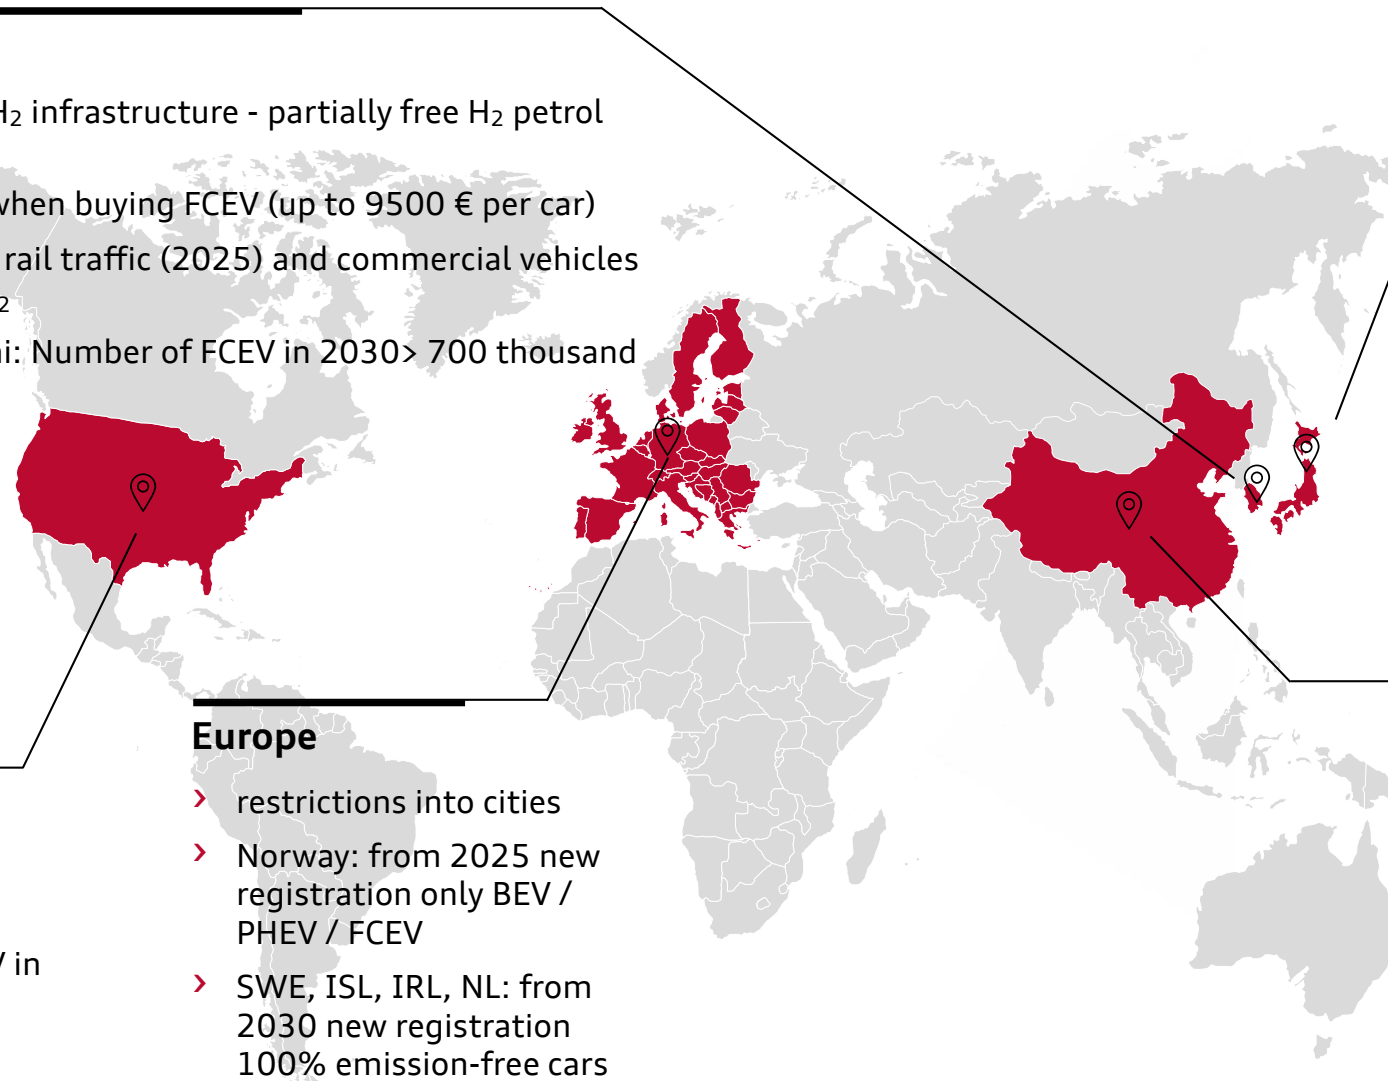 H₂ infrastructure - partially free H₂ petrol
when buying FCEV (up to 9500 € per car)
rail traffic (2025) and commercial vehicles
₂
: Number of FCEV in 2030> 700 thousand
Europe
› restrictions into cities
› Norway: from 2025 new
registration only BEV /
PHEV / FCEV
in
› SWE, ISL, IRL, NL: from
2030 new registration
100% emission-free cars